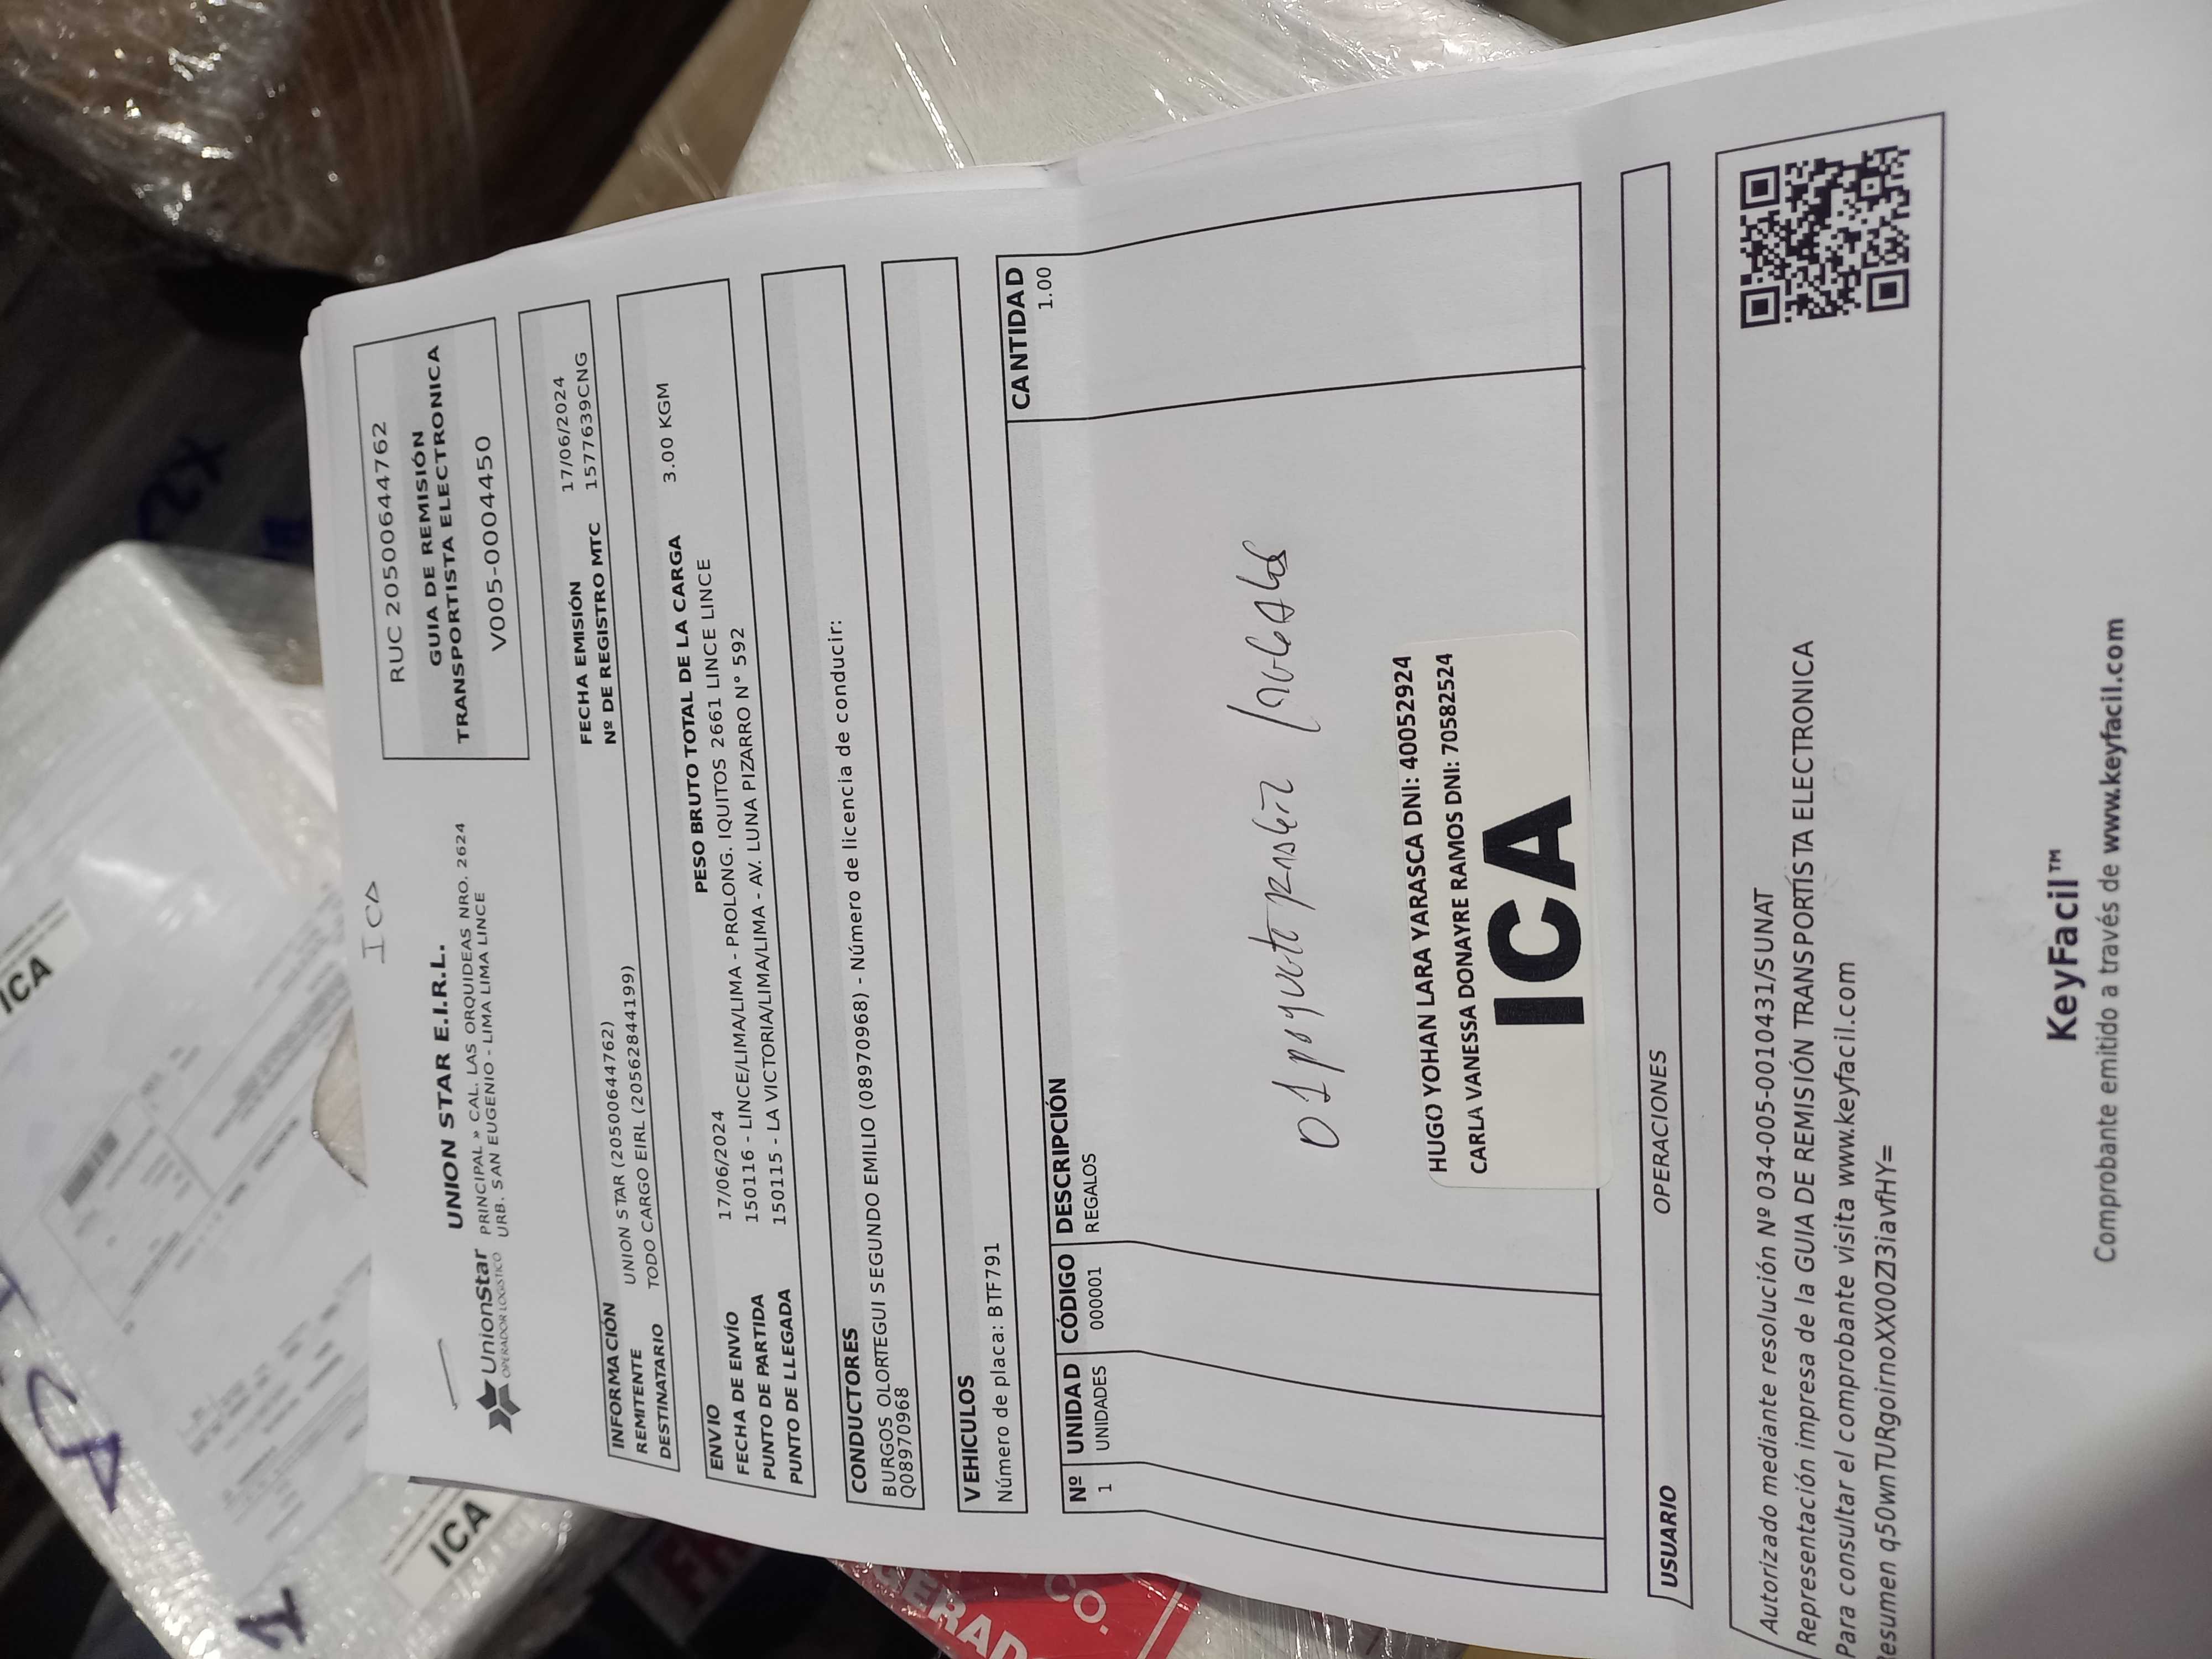 ICA
UnionStar
OPERADOR LOGISTICO
UNION STAR E.I.R.L.
PRINCIPAL » CAL. LAS ORQUIDEAS NRO. 2624
URB. SAN EUGENIO - LIMA LIMA LINCE
RUC 20500644762
GUIA DE REMISIÓN
TRANSPORTISTA ELECTRONICA
V005-0004450
INFORMACIÓN
REMITENTE UNION STAR (20500644762)
DESTINATARIO TODO CARGO EIRL (20562844199)
FECHA EMISIÓN 17/06/2024
Nº DE REGISTRO MTC 1577639CNG
ENVIO
FECHA DE ENVÍO 17/06/2024 PESO BRUTO TOTAL DE LA CARGA 3.00 KGM
PUNTO DE PARTIDA 150116 - LINCE/LIMA/LIMA - PROLONG. IQUITOS 2661 LINCE LINCE
PUNTO DE LLEGADA 150115 - LA VICTORIA/LIMA/LIMA - AV. LUNA PIZARRO N° 592
CONDUCTORES
BURGOS OLORTEGUI SEGUNDO EMILIO (08970968) - Número de licencia de conducir:
Q08970968
VEHICULOS
Número de placa: BTF791
Nº UNIDAD CÓDIGO DESCRIPCIÓN CANTIDAD
1 UNIDADES 000001 REGALOS 1.00
01
HUGO YOHAN LARA YARASCA DNI: 40052924
CARLA VANESSA DONAYRE RAMOS DNI: 70582524
ICA
USUARIO OPERACIONES
Autorizado mediante resolución Nº 034-005-0010431/SUNAT
Representación impresa de la GUIA DE REMISIÓN TRANSPORTISTA ELECTRONICA
Para consultar el comprobante visita www.keyfacil.com
esumen q50wnTURgoirnoXX00ZI3iavfHY=
KeyFacil™
Comprobante emitido a través de www.keyfacil.com
ICA
ICA
ICA
GERAD
CO.